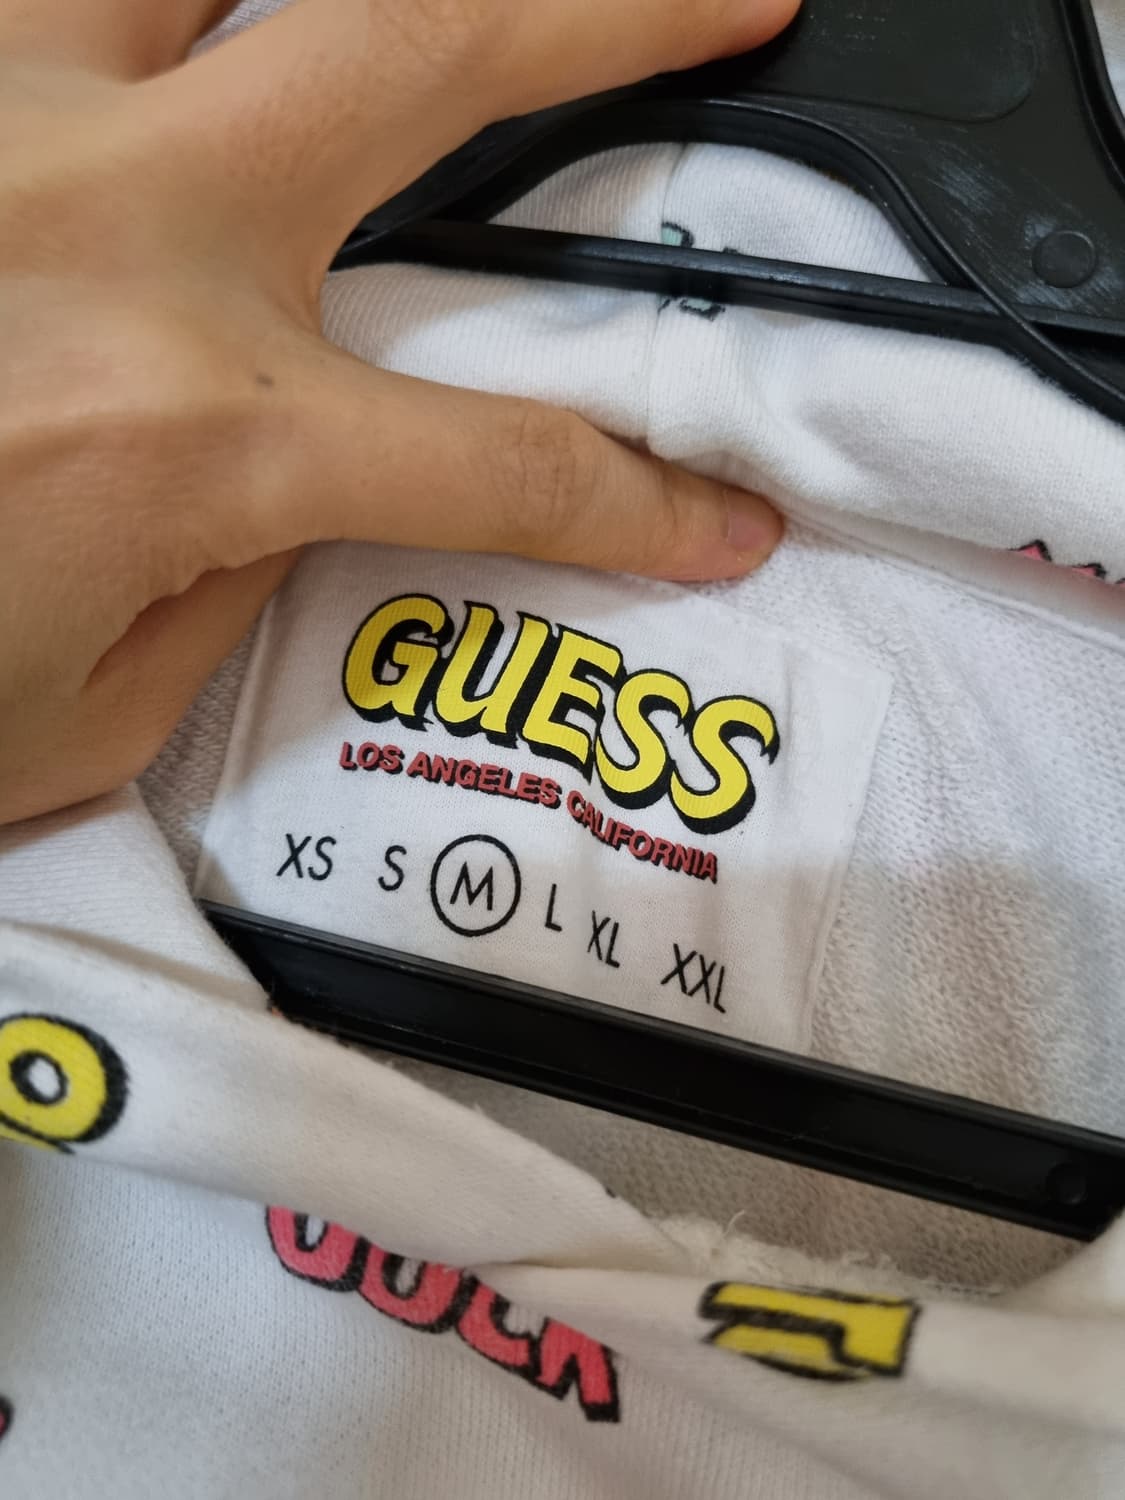 GUESS
LOS ANGELES CALIFORNIA
XS S M L XL XXL